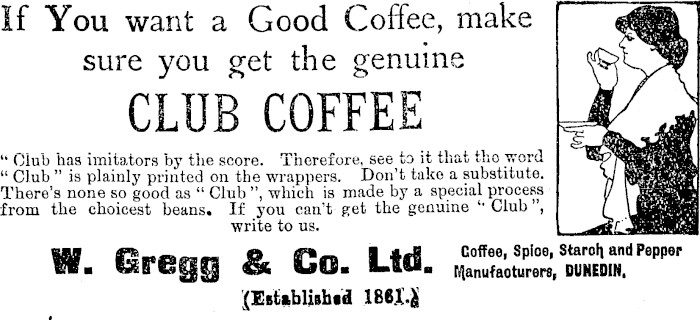 If You want a Good Coffee, make
sure you get the genuine
CLUB COFFEE
" Club has imitators by the score. Therefore, see to it that the word
" Club " is plainly printed on the wrappers. Don't take a substitute.
There's none so good as " Club ", which is made by a special process
from the choicest beans. If you can't get the genuine " Club ",
write to us.
W. Gregg & Co. Ltd.
(Established 1861.)
Coffee, Spice, Starch and Pepper
Manufacturers, DUNEDIN.